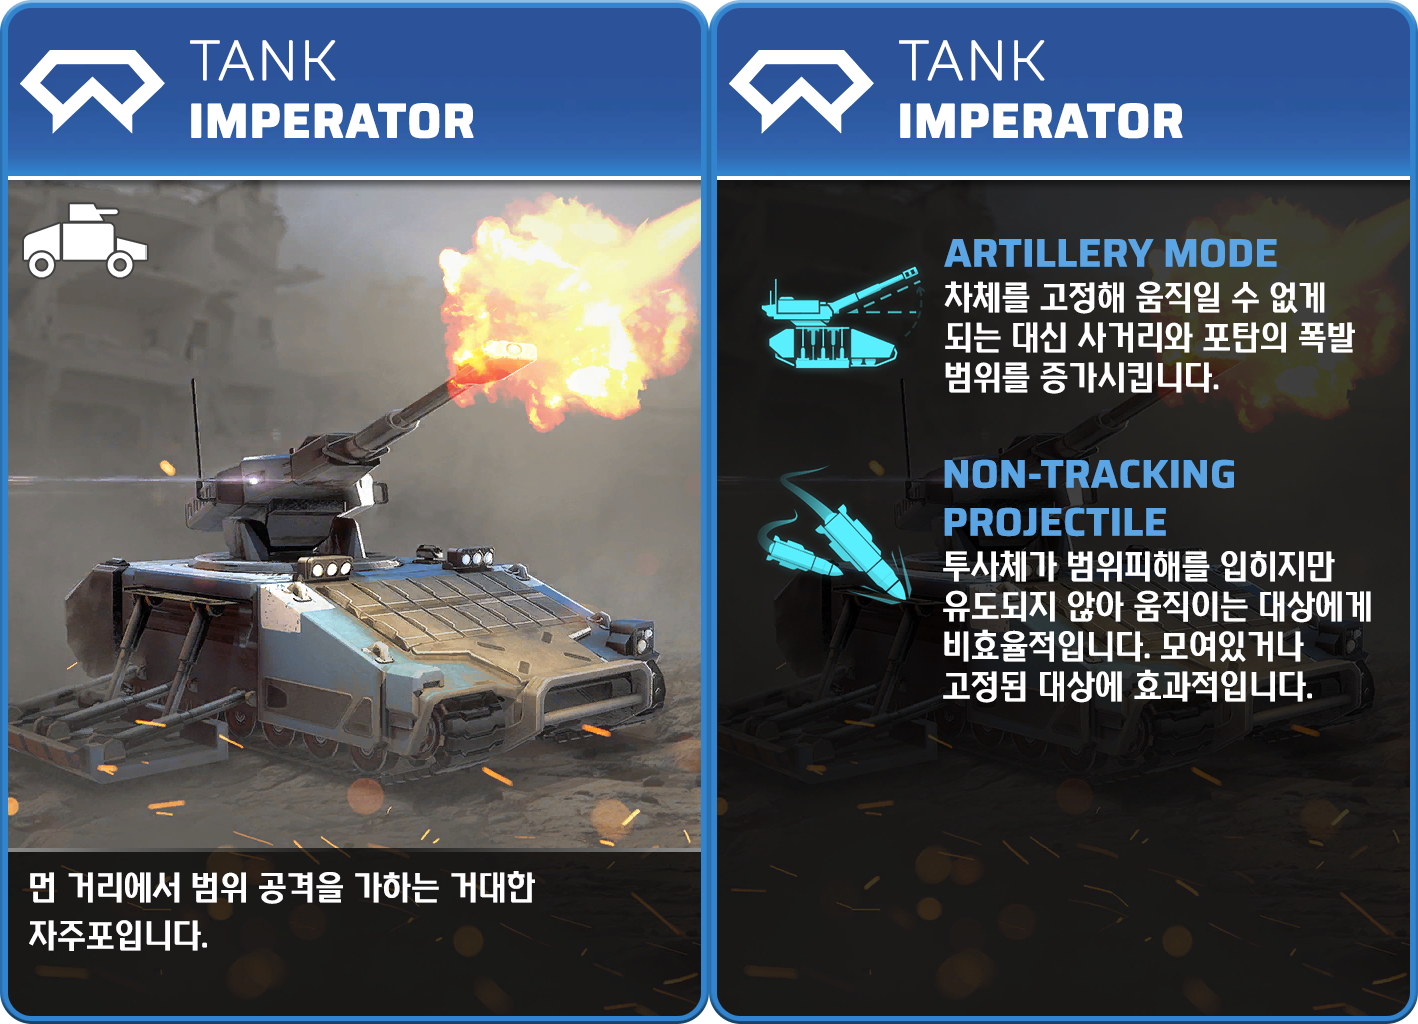 TANK
IMPERATOR
먼 거리에서 범위 공격을 가하는 거대한
자주포입니다.
TANK
IMPERATOR
ARTILLERY MODE
차체를 고정해 움직일 수 없게
되는 대신 사거리와 포탄의 폭발
범위를 증가시킵니다.
NON-TRACKING
PROJECTILE
투사체가 범위피해를 입히지만
유도되지 않아 움직이는 대상에게
비효율적입니다. 모여있거나
고정된 대상에 효과적입니다.